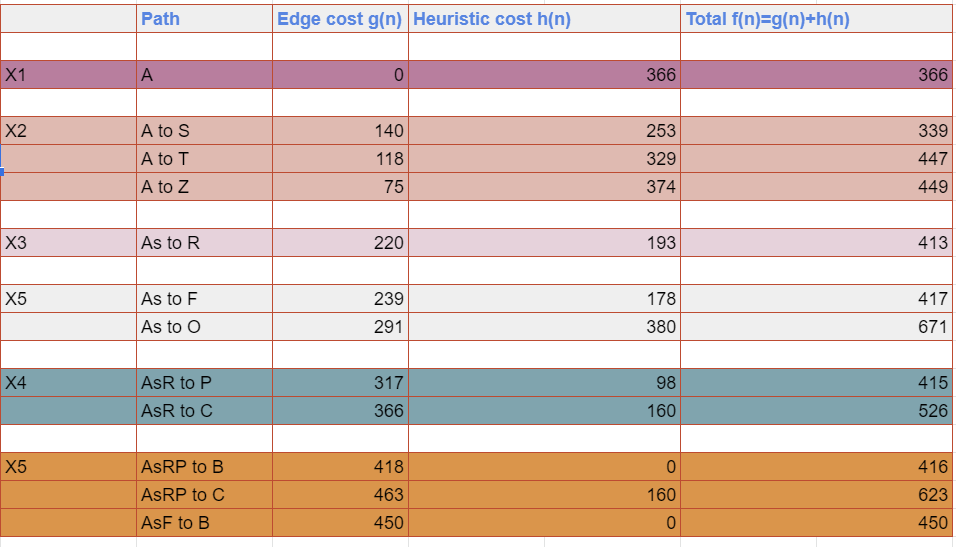 Path Edge cost g(n) Heuristic cost h(n) Total f(n)=g(n)+h(n)
X1 A 0 366 366
X2 A to S 140 253 339
A to T 118 329 447
A to Z 75 374 449
X3 As to R 220 193 413
X5 As to F 239 178 417
As to O 291 380 671
X4 AsR to P 317 98 415
AsR to C 366 160 526
X5 AsRP to B 418 0 416
AsRP to C 463 160 623
AsF to B 450 0 450